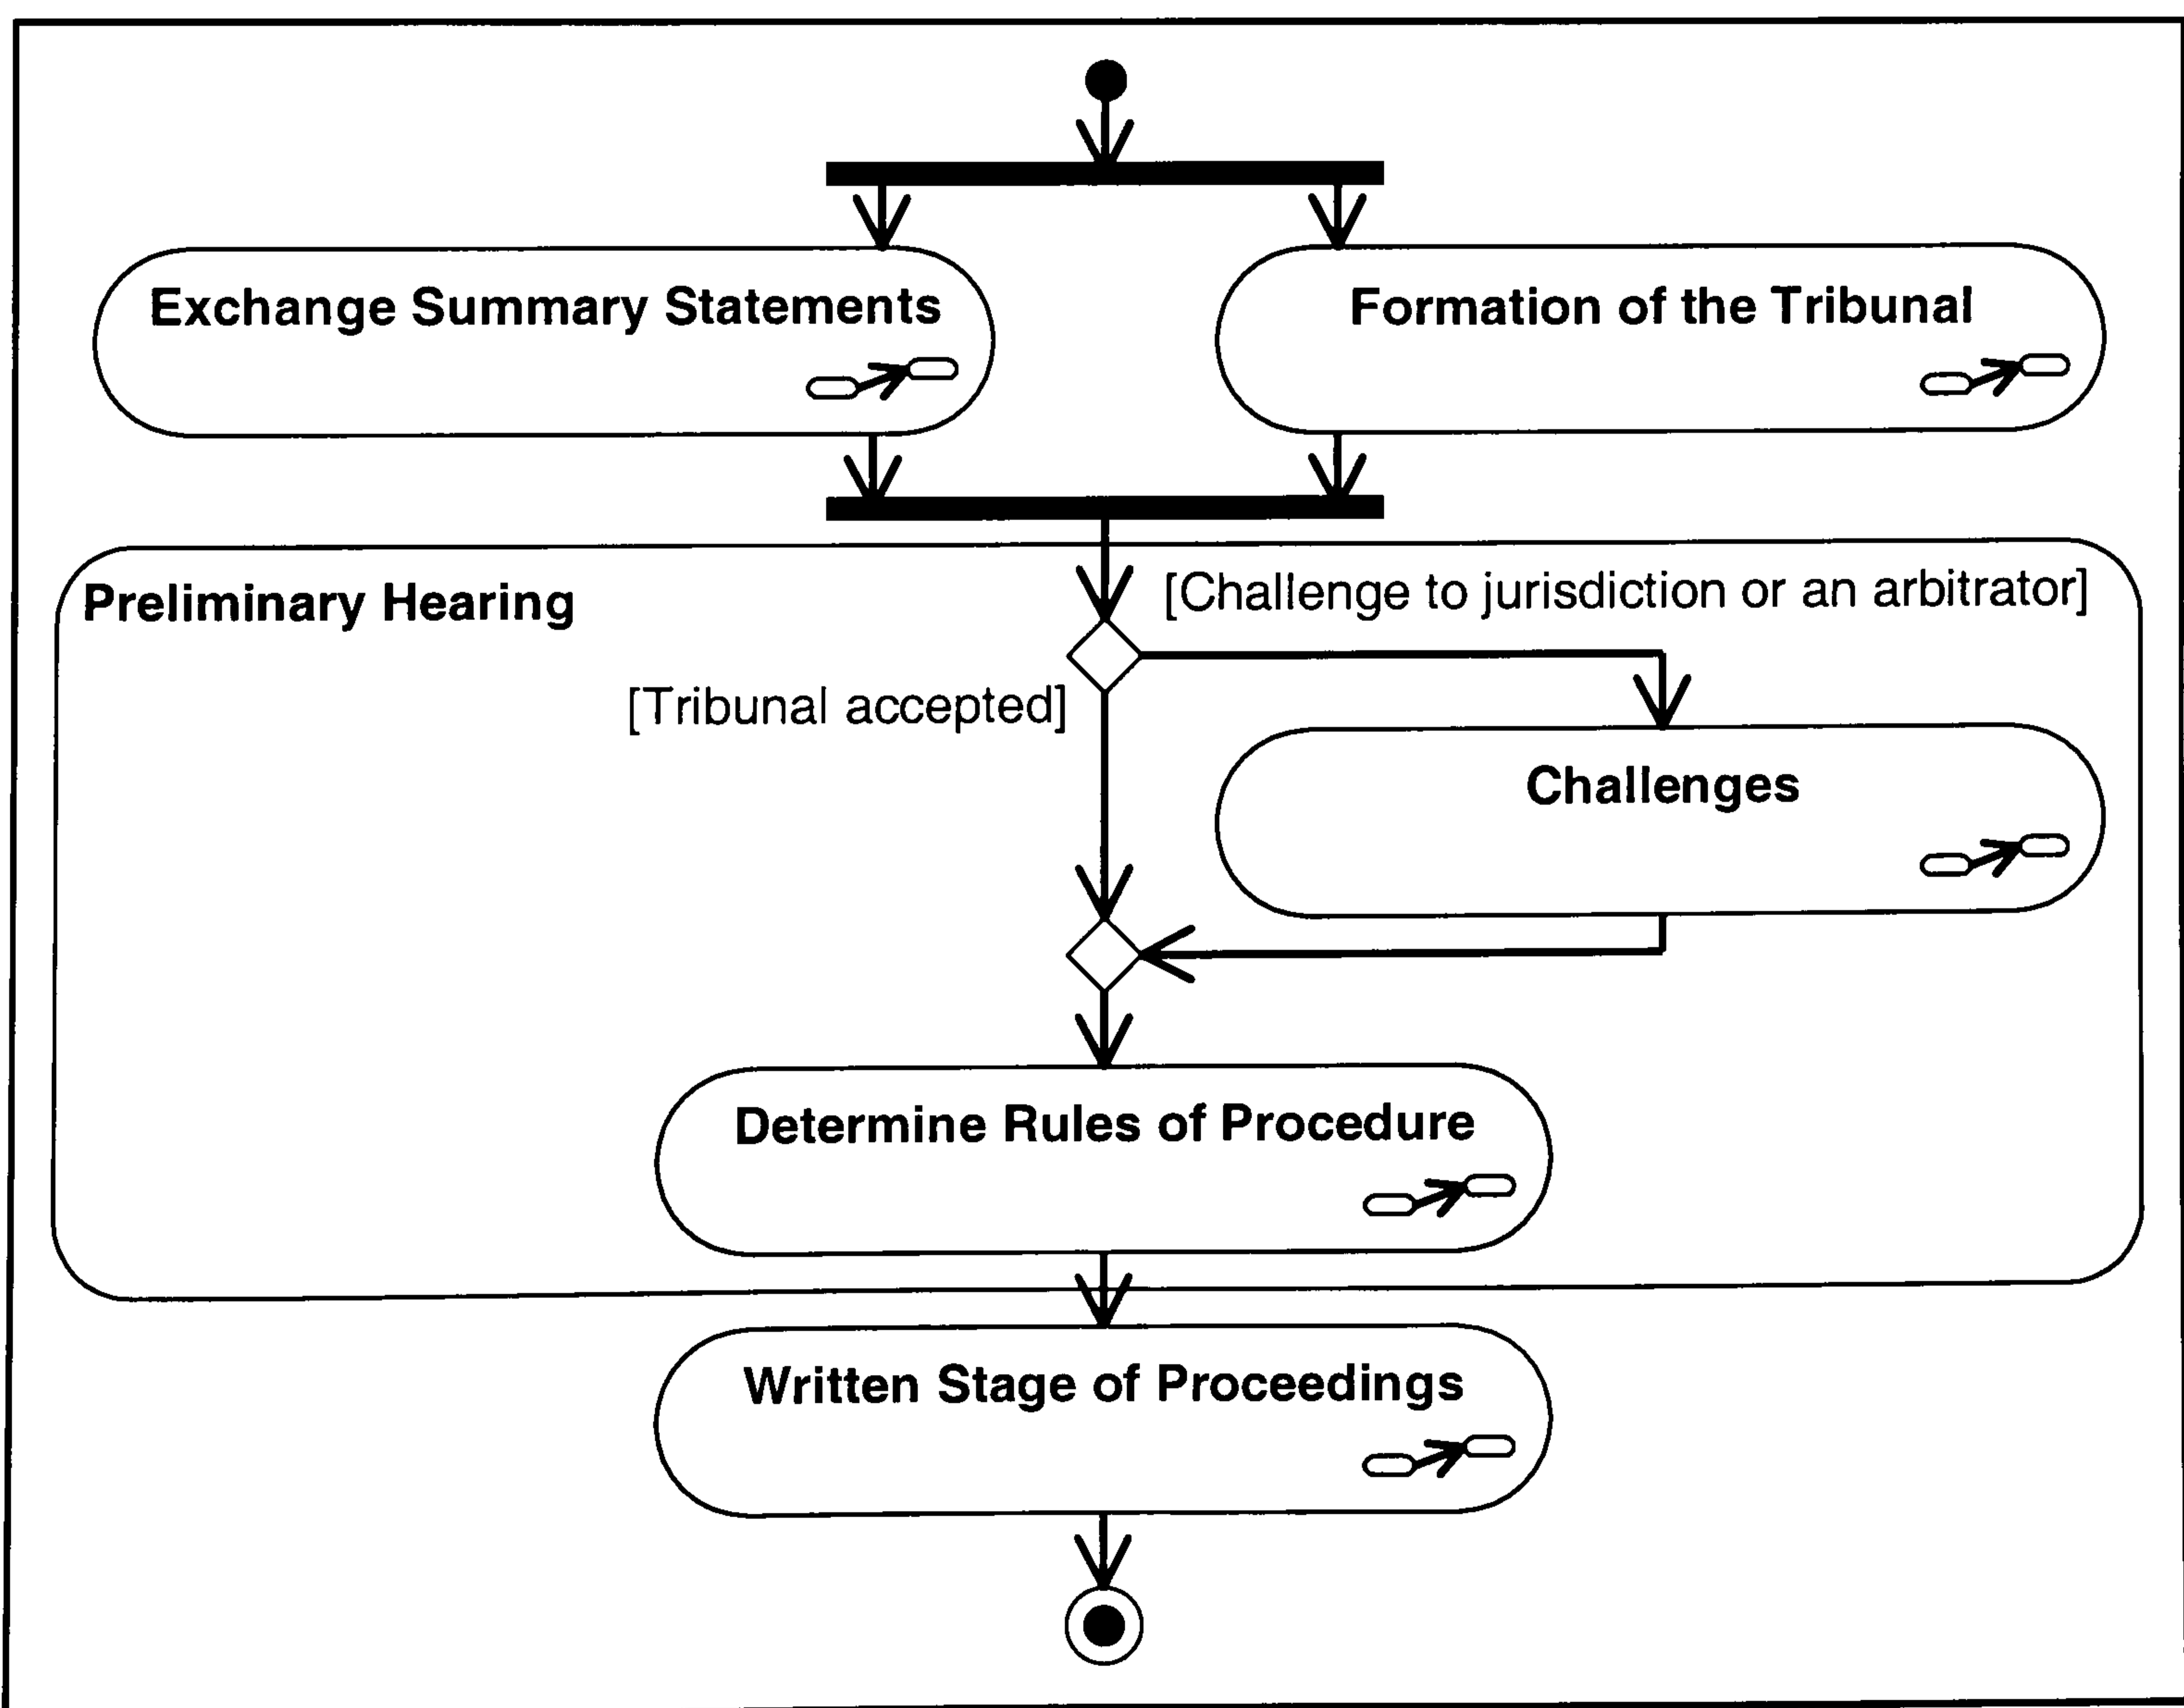 Exchange Summary Statements
Formation of the Tribunal
Preliminary Hearing
[Challenge to jurisdiction or an arbitrator]
[Tribunal accepted]
Challenges
Determine Rules of Procedure
Written Stage of Proceedings